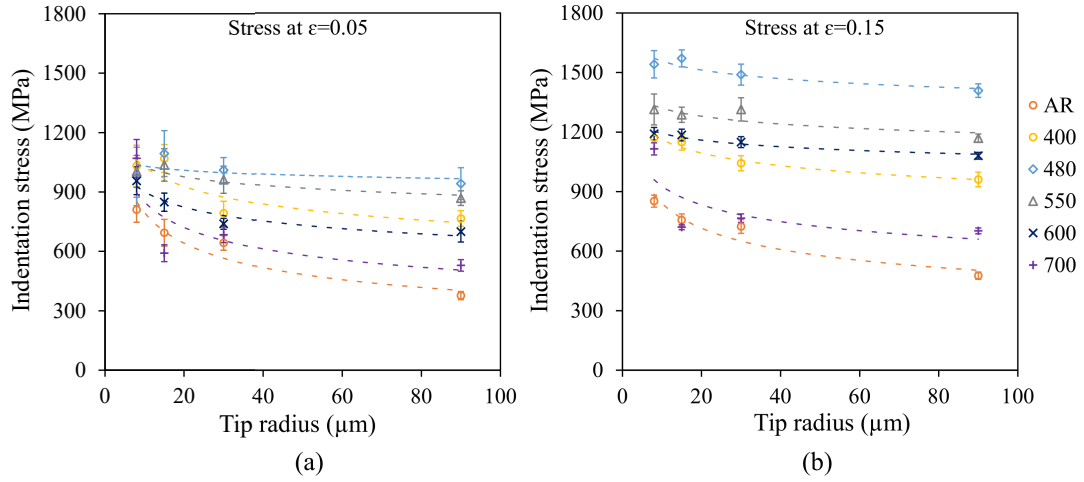 Stress at ε=0.05
Indentation stress (MPa)
1800
1500
1200
900
600
300
0
0 20 40 60 80 100
Tip radius (µm)
(a)
Stress at ε=0.15
Indentation stress (MPa)
1800
1500
1200
900
600
300
0
0 20 40 60 80 100
Tip radius (µm)
(b)
AR
400
480
550
600
700